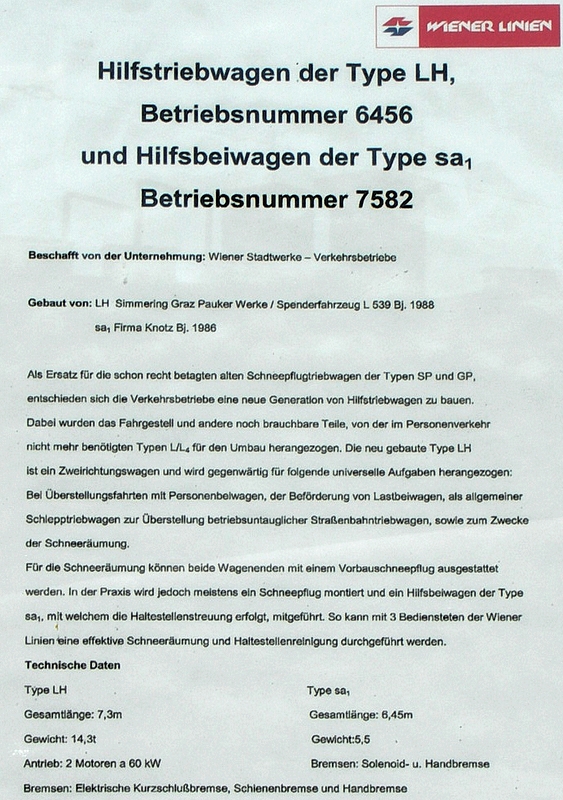 WIENER LINIEN
Hilfstriebwagen der Type LH,
Betriebsnummer 6456
und Hilfsbeiwagen der Type sa₁
Betriebsnummer 7582
Beschafft von der Unternehmung: Wiener Stadtwerke – Verkehrsbetriebe
Gebaut von: LH Simmering Graz Pauker Werke / Spenderfahrzeug L 539 Bj. 1988
sa₁ Firma Knotz Bj. 1986
Als Ersatz für die schon recht betagten alten Schneepflugtriebwagen der Typen SP und GP,
entschieden sich die Verkehrsbetriebe eine neue Generation von Hilfstriebwagen zu bauen.
Dabei wurden das Fahrgestell und andere noch brauchbare Teile, von der im Personenverkehr
nicht mehr benötigten Typen L/L₄ für den Umbau herangezogen. Die neu gebaute Type LH
ist ein Zweirichtungswagen und wird gegenwärtig für folgende universelle Aufgaben herangezogen:
Bei Überstellungsfahrten mit Personenbeiwagen, der Beförderung von Lastbeiwagen, als allgemeiner
Schlepptriebwagen zur Überstellung betriebsuntauglicher Straßenbahntriebwagen, sowie zum Zwecke
der Schneeräumung.
Für die Schneeräumung können beide Wagenenden mit einem Vorbauschneepflug ausgestattet
werden. In der Praxis wird jedoch meistens ein Schneepflug montiert und ein Hilfsbeiwagen der Type
sa₁, mit welchem die Haltestellenstreuung erfolgt, mitgeführt. So kann mit 3 Bediensteten der Wiener
Linien eine effektive Schneeräumung und Haltestellenreinigung durchgeführt werden.
Technische Daten
Type LH Type sa₁
Gesamtlänge: 7,3m Gesamtlänge: 6,45m
Gewicht: 14,3t Gewicht:5,5
Antrieb: 2 Motoren a 60 kW Bremsen: Solenoid- u. Handbremse
Bremsen: Elektrische Kurzschlußbremse, Schienenbremse und Handbremse